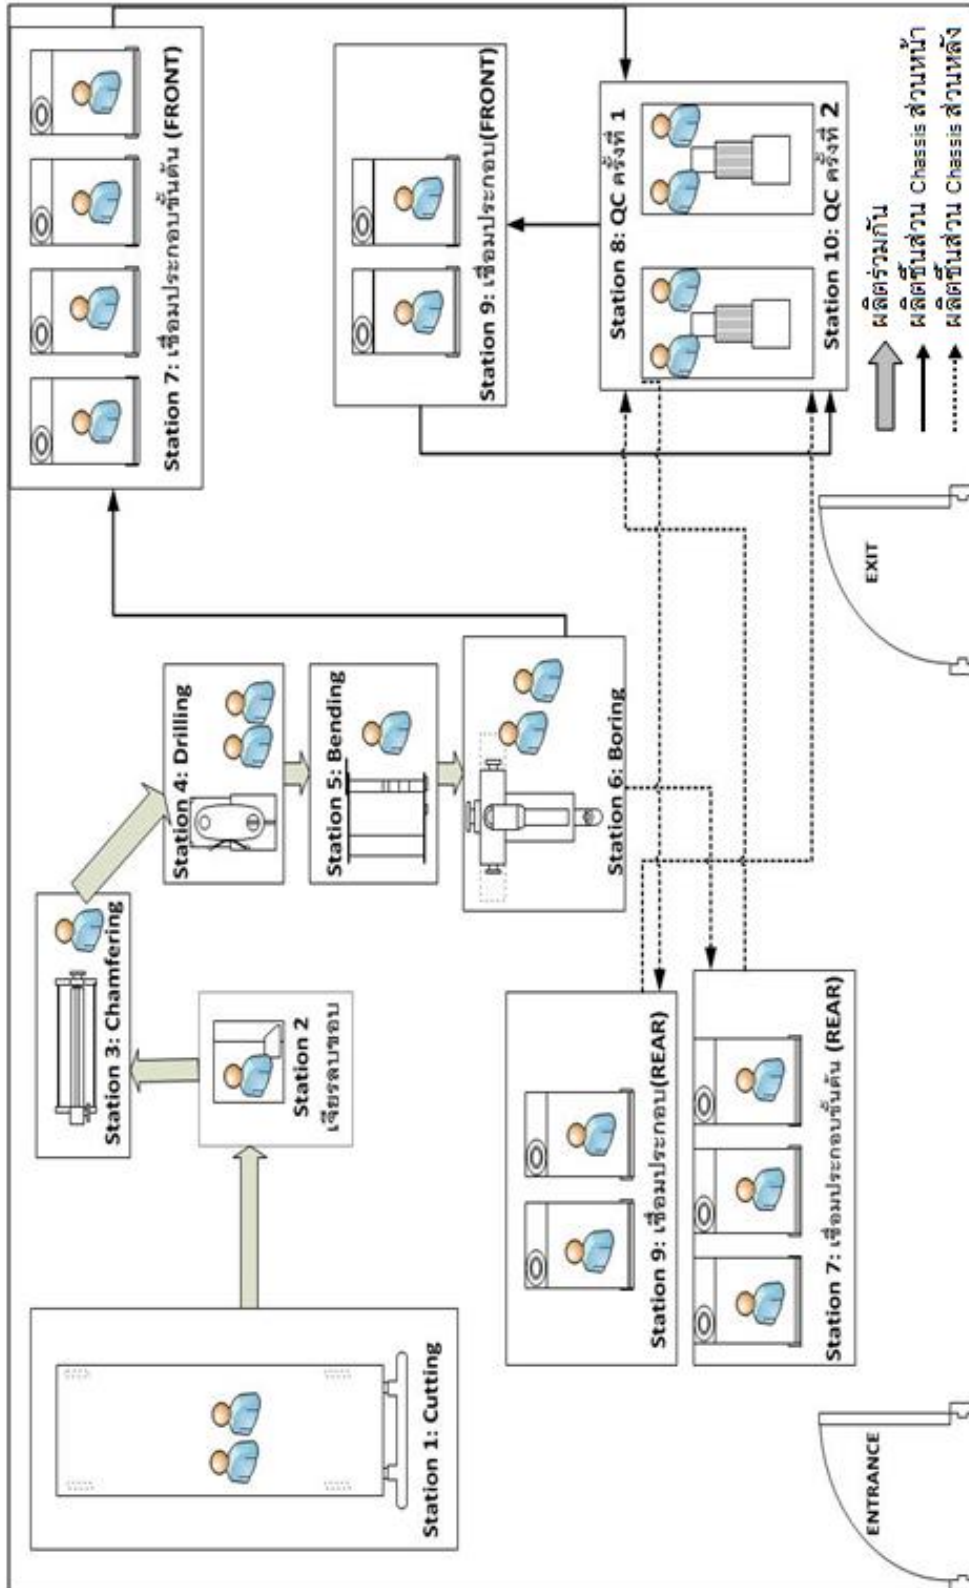 Station 1: Cutting
Station 2
เจียรลบขอบ
Station 3: Chamfering
Station 4: Drilling
Station 5: Bending
Station 6: Boring
Station 7: เชื่อมประกอบขั้นต้น (FRONT)
Station 9: เชื่อมประกอบ(FRONT)
Station 8: QC ครั้งที่ 1
Station 10: QC ครั้งที่ 2
Station 9: เชื่อมประกอบ(REAR)
Station 7: เชื่อมประกอบขั้นต้น (REAR)
ENTRANCE
EXIT
ผลิตร่วมกัน
ผลิตชิ้นส่วน Chassis ส่วนหน้า
ผลิตชิ้นส่วน Chassis ส่วนหลัง